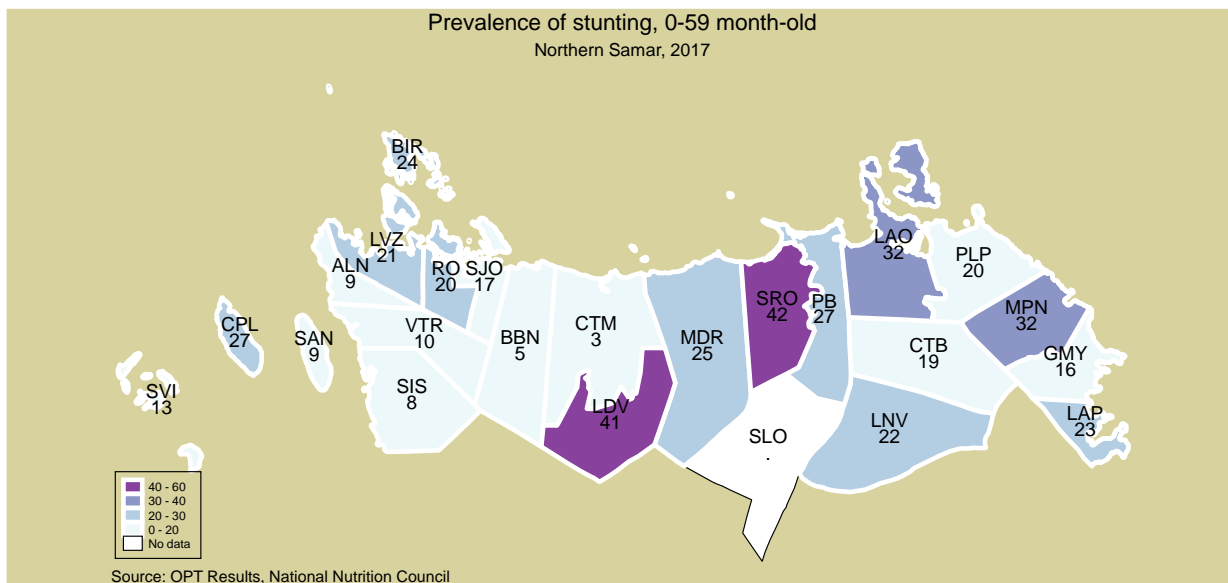 Prevalence of stunting, 0-59 month-old
Northern Samar, 2017
BIR
24
LVZ
21
ALN
9
RO
20
SJO
17
LAO
32
PLP
20
SRO
42
PB
27
MPN
32
CPL
27
SAN
9
VTR
10
BBN
5
CTM
3
MDR
25
CTB
19
GMY
16
SVI
13
SIS
8
LDV
41
SLO
.
LNV
22
LAP
23
40 - 60
30 - 40
20 - 30
0 - 20
No data
Source: OPT Results, National Nutrition Council